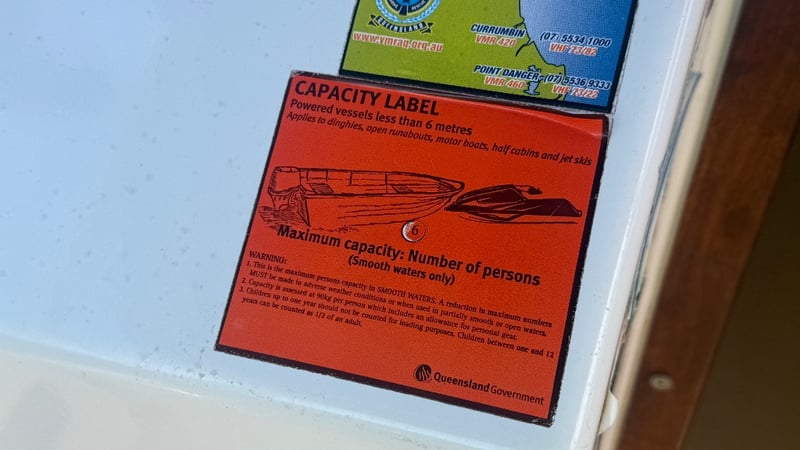 QUEENSLAND
www.vmraq.org.au
CURRUMBIN (07) 5534 1000
VMR 420 VHF 73/82
POINT DANGER (07) 5536 9333
VMR 460 VHF 73/22
CAPACITY LABEL
Powered vessels less than 6 metres
Applies to dinghies, open runabouts, motor boats, half cabins and jet skis
6
Maximum capacity: Number of persons
(Smooth waters only)
WARNING:
1. This is the maximum persons capacity in SMOOTH WATERS. A reduction in maximum numbers
MUST be made in adverse weather conditions or when used in partially smooth or open waters.
2. Capacity is assessed at 90kg per person which includes an allowance for personal gear.
3. Children up to one year should not be counted for loading purposes. Children between one and 12
years can be counted as 1/2 of an adult.
Queensland Government